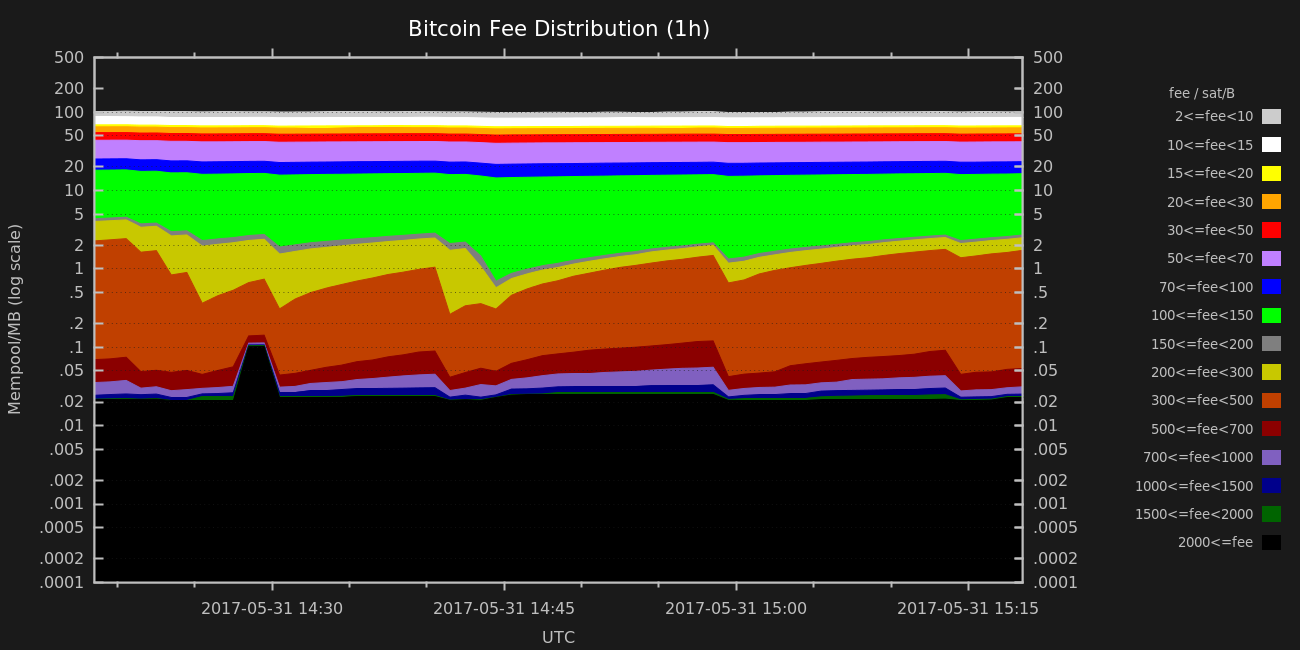 Bitcoin Fee Distribution (1h)
500
200
100
50
20
10
5
2
1
.5
.2
.1
.05
.02
.01
.005
.002
.001
.0005
.0002
.0001
Mempool/MB (log scale)
500
200
100
50
20
10
5
2
1
.5
.2
.1
.05
.02
.01
.005
.002
.001
.0005
.0002
.0001
2017-05-31 14:30
2017-05-31 14:45
2017-05-31 15:00
2017-05-31 15:15
UTC
fee / sat/B
2<=fee<10
10<=fee<15
15<=fee<20
20<=fee<30
30<=fee<50
50<=fee<70
70<=fee<100
100<=fee<150
150<=fee<200
200<=fee<300
300<=fee<500
500<=fee<700
700<=fee<1000
1000<=fee<1500
1500<=fee<2000
2000<=fee